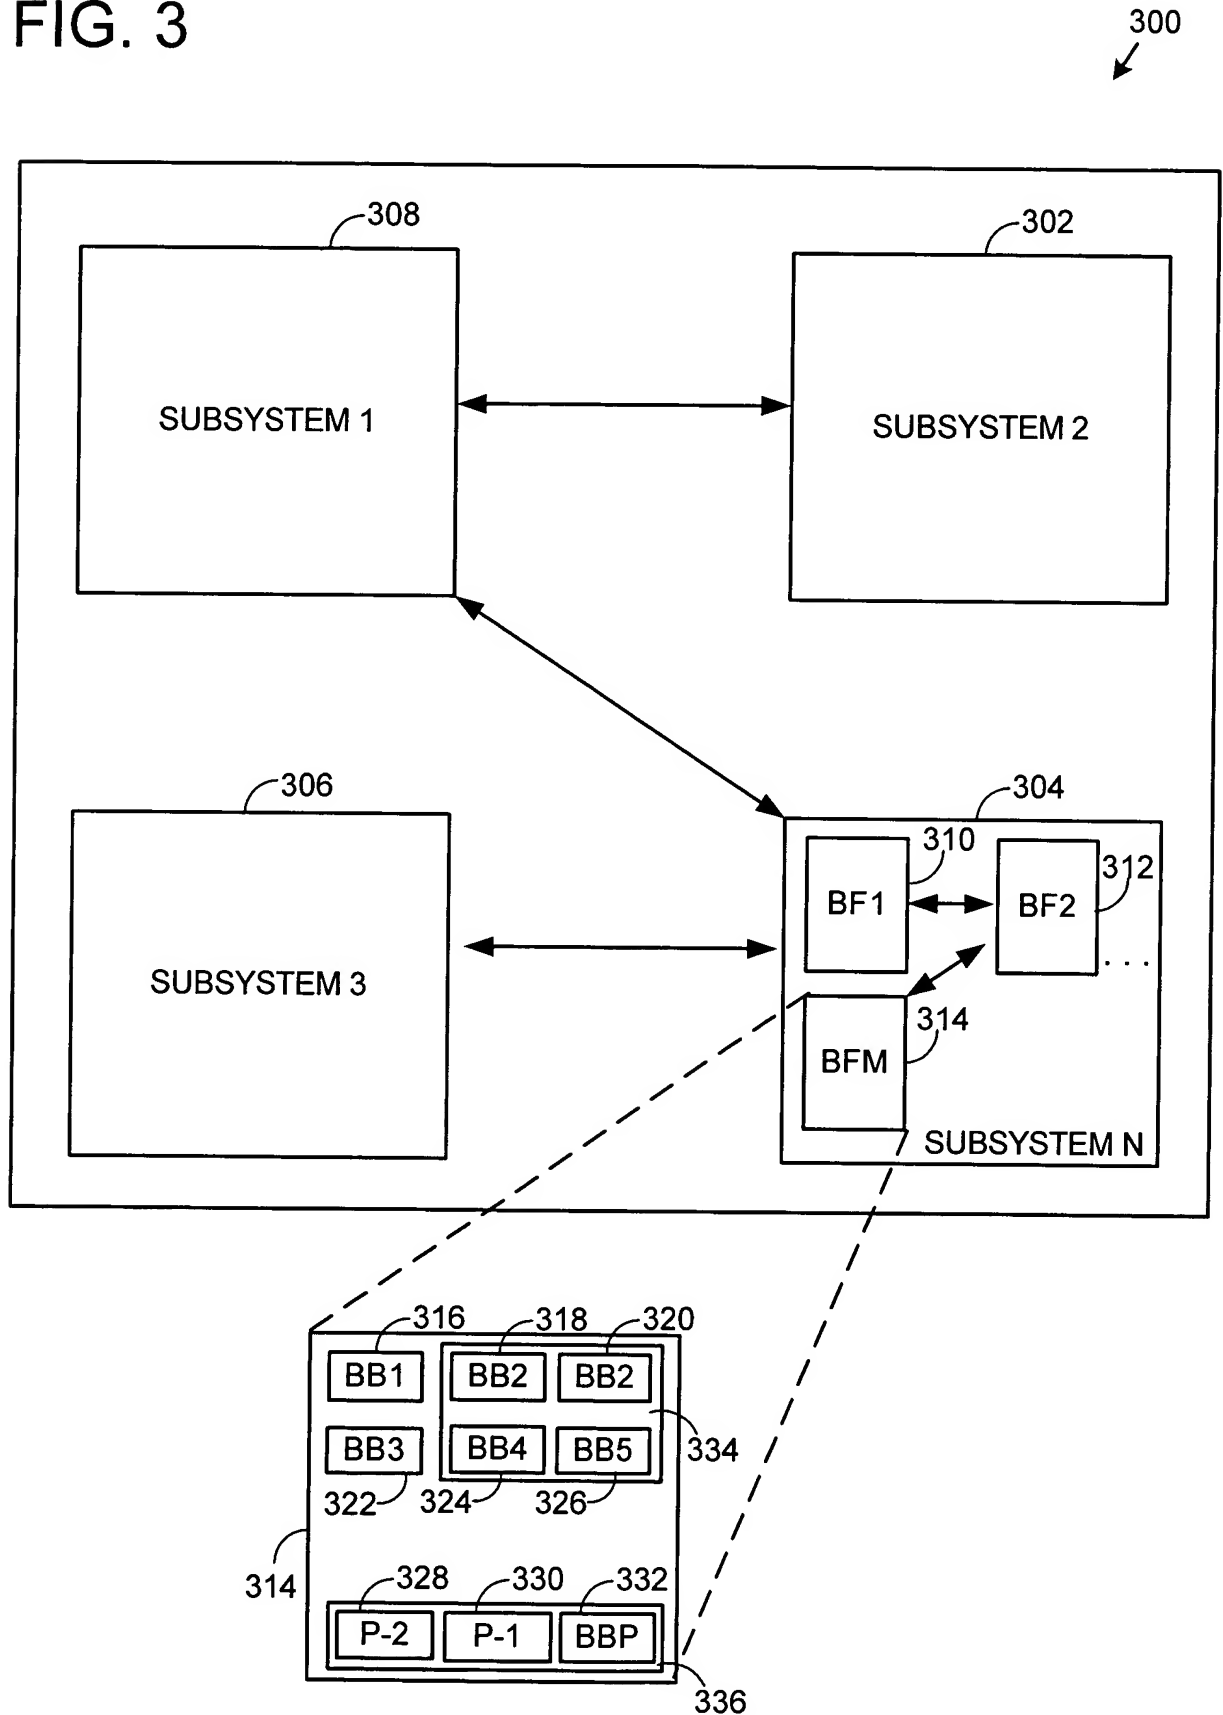 FIG. 3
300
308
302
SUBSYSTEM 1
SUBSYSTEM 2
306
304
310
312
BF1
BF2
. . .
SUBSYSTEM 3
314
BFM
SUBSYSTEM N
316
318
320
BB1
BB2
BB2
334
BB3
BB4
BB5
322
324
326
314
328
330
332
P-2
P-1
BBP
336